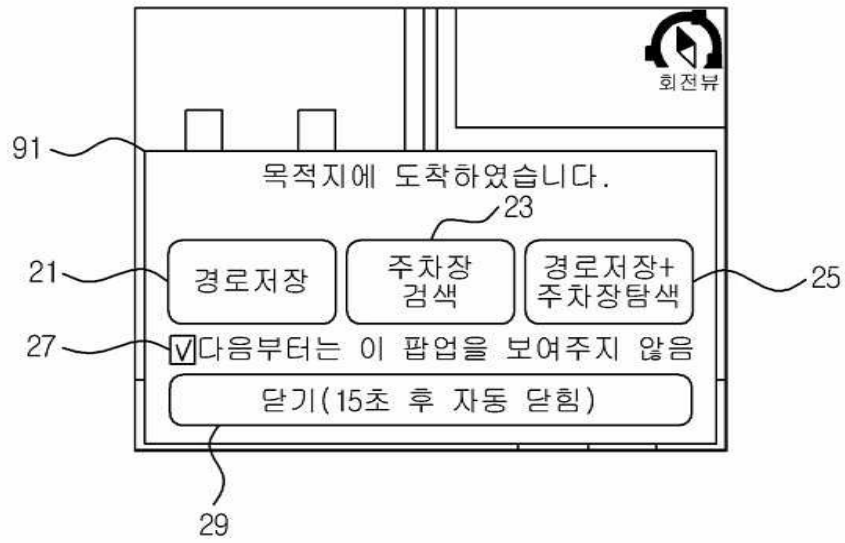 회전뷰
91
목적지에 도착하였습니다.
23
21
경로저장
주차장
검색
경로저장+
주차장탐색
25
27
V 다음부터는 이 팝업을 보여주지 않음
닫기(15초 후 자동 닫힘)
29